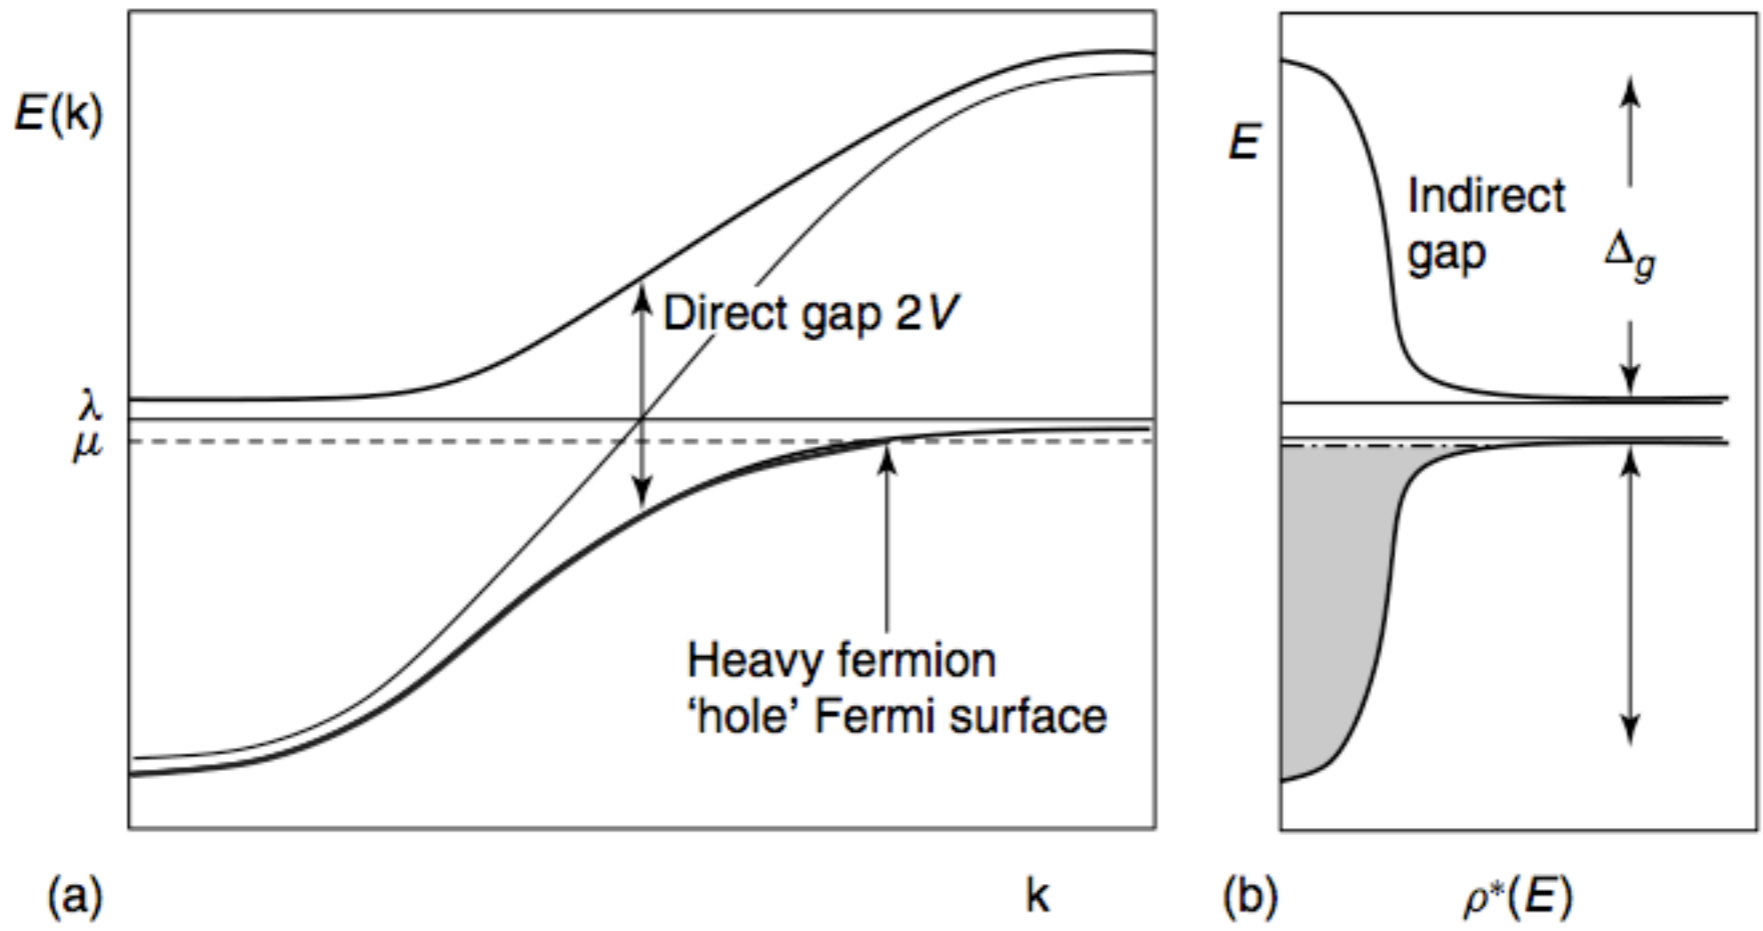 E(k)
λ
μ
Direct gap 2V
Heavy fermion
‘hole’ Fermi surface
(a)
k
E
Indirect
gap
Δg
(b)
ρ*(E)